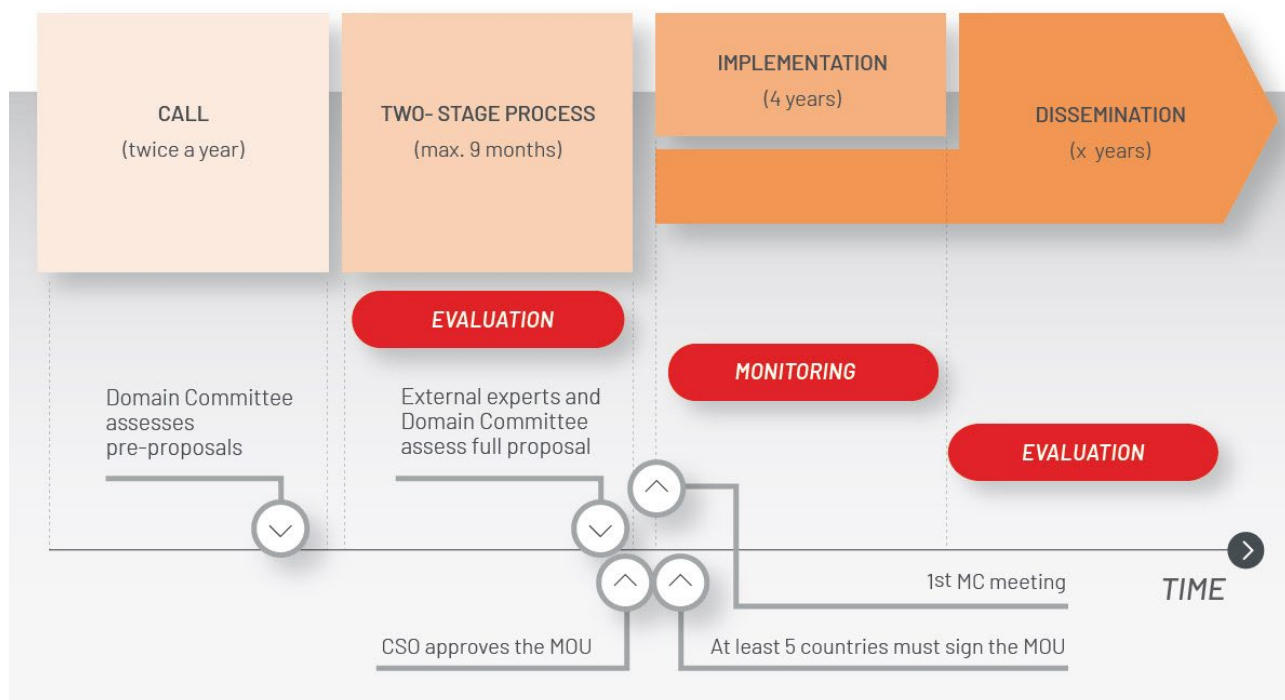 CALL
(twice a year)
TWO- STAGE PROCESS
(max. 9 months)
IMPLEMENTATION
(4 years)
DISSEMINATION
(x years)
EVALUATION
MONITORING
EVALUATION
Domain Committee
assesses
pre-proposals
External experts and
Domain Committee
assess full proposal
1st MC meeting
TIME
CSO approves the MOU
At least 5 countries must sign the MOU